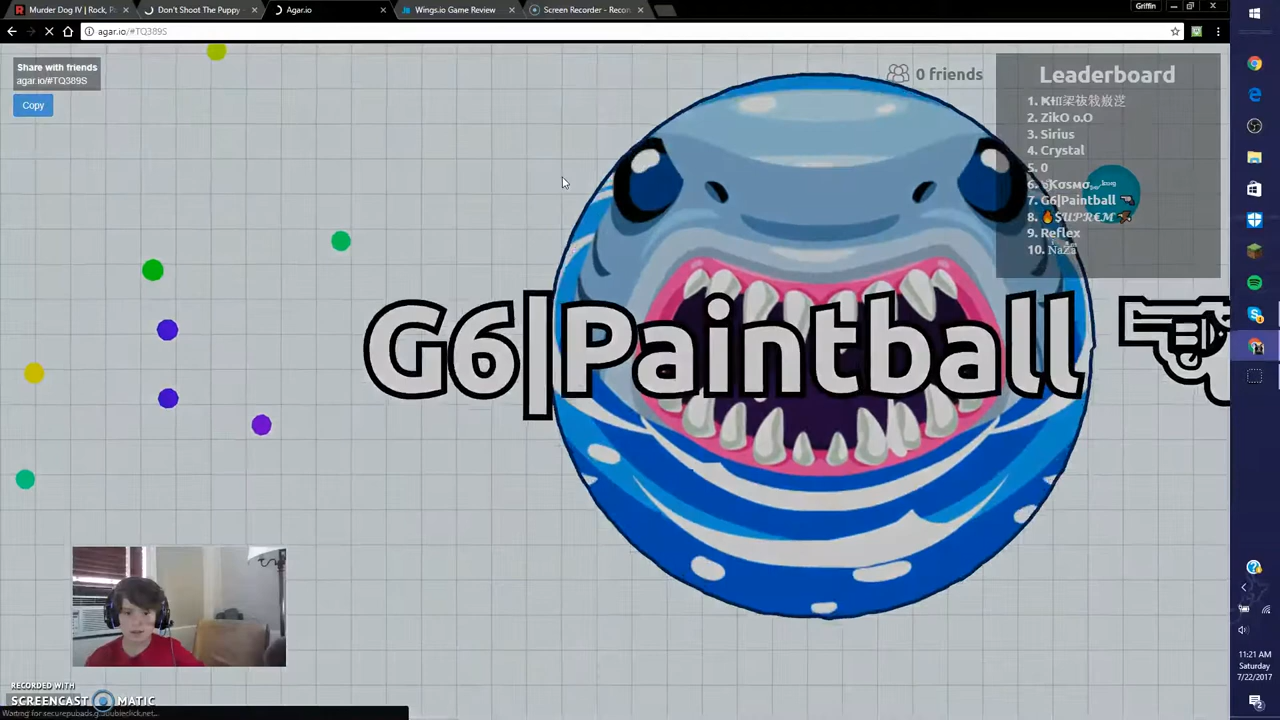 Murder Dog IV | Rock, P
Don't Shoot The Puppy -
Agar.io
Wings.io Game Review
Screen Recorder - Recor
Griffin
agar.io/#TQ389S
Share with friends
agar.io/#TQ389S
Copy
0 friends
Leaderboard
2. ZikO o.O
3. Sirius
4. Crystal
5. 0
7. G6|Paintball
8. 🔥$UPR€M
9. Reflex
10. NaZa
G6|Paintball
RECORDED WITH
SCREENCAST MATIC
11:21 AM
Saturday
7/22/2017